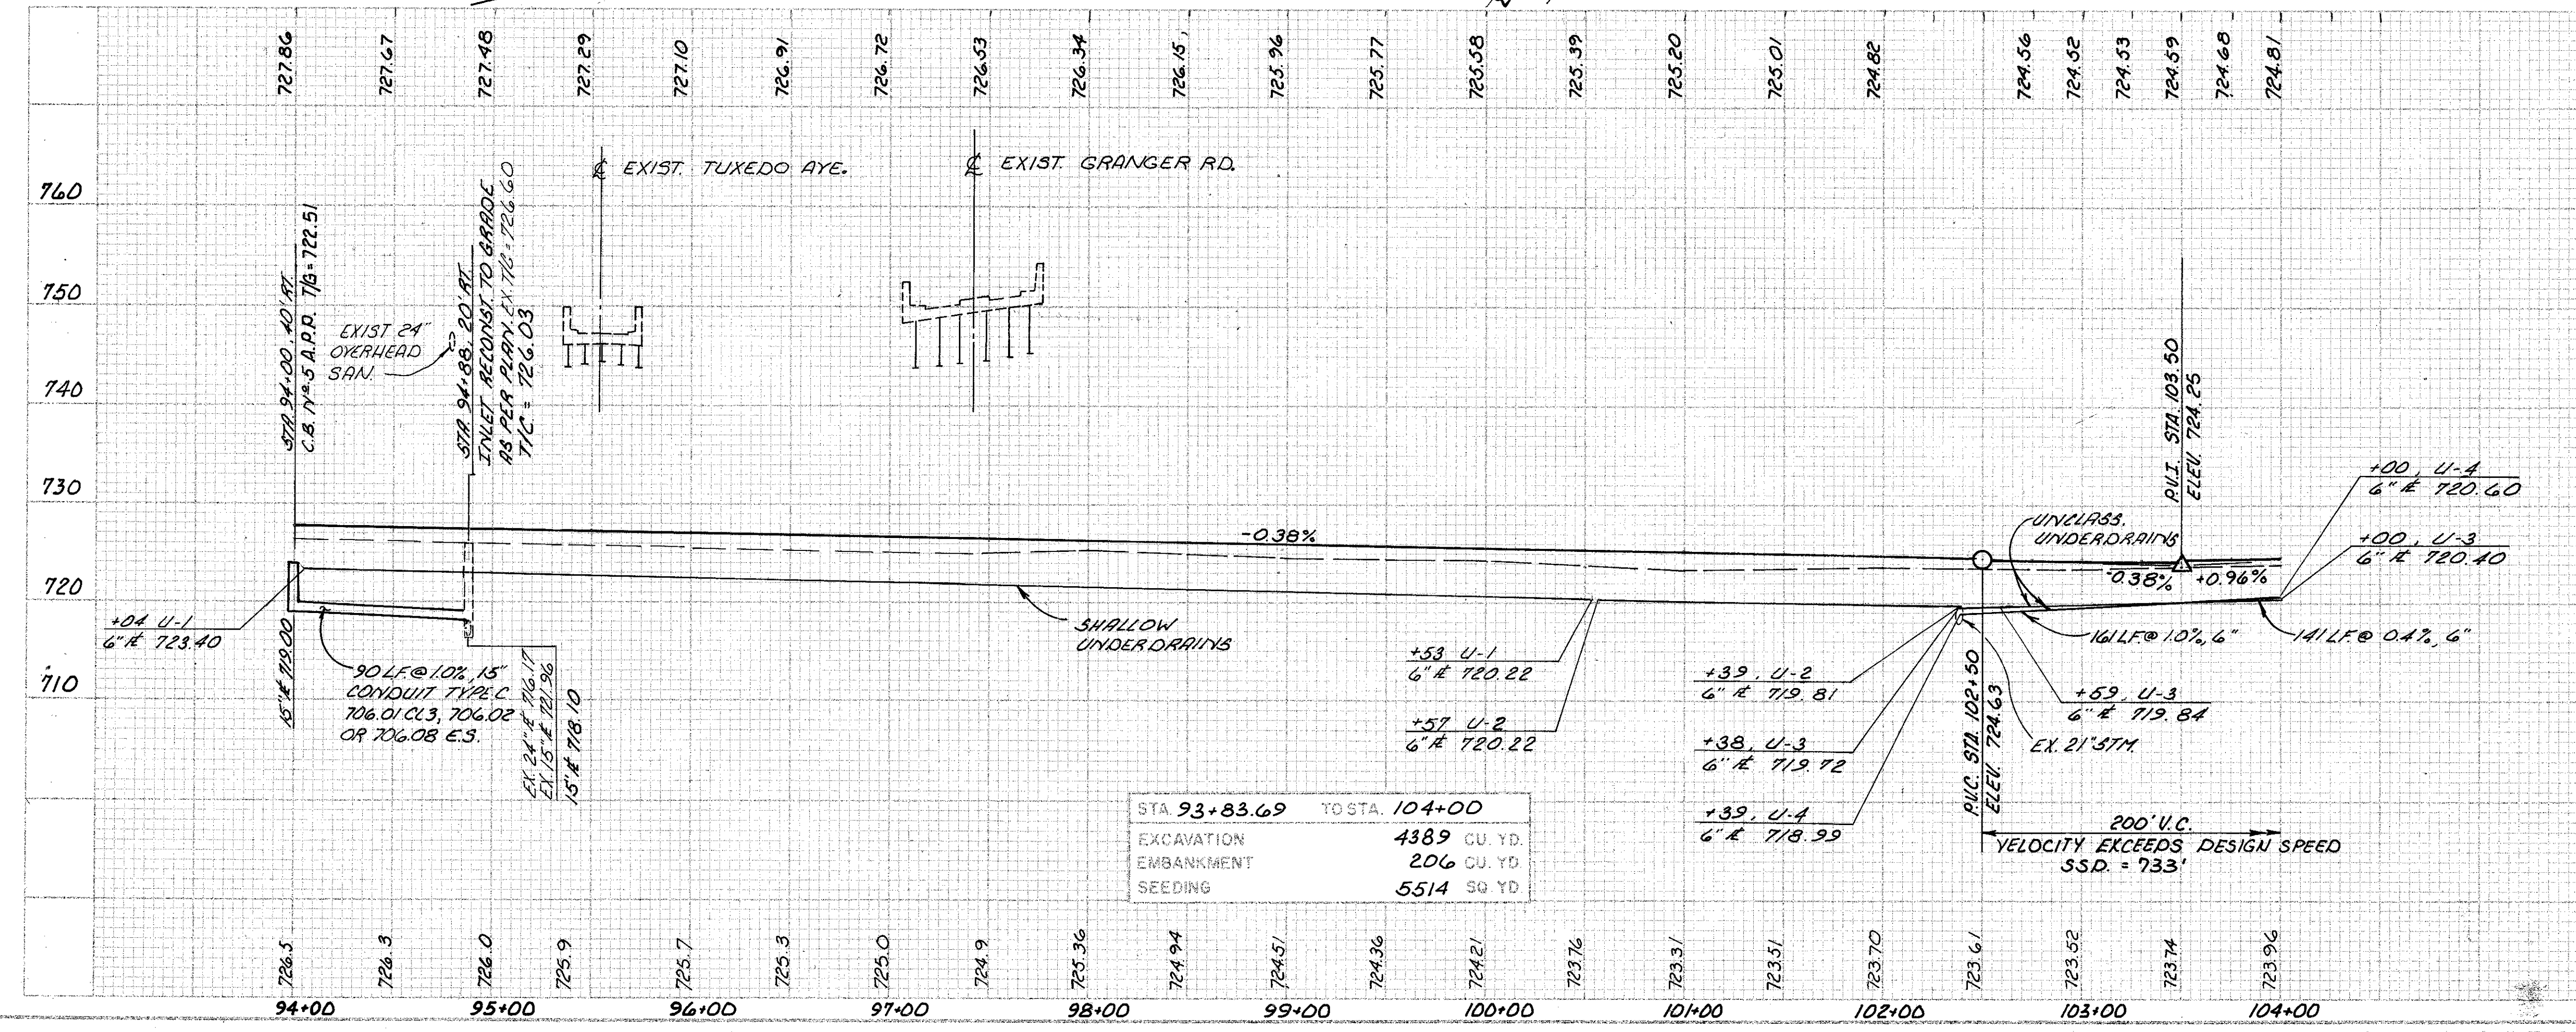 727.86
727.67
727.48
727.29
727.10
726.91
726.72
726.53
726.34
726.15
725.96
725.77
725.58
725.39
725.20
725.01
724.82
724.56
724.52
724.53
724.59
724.68
724.81
760
750
740
730
720
710
STA 94+00, 40' RT.
C.B. Nº 5 A.P.P. T/G=722.51
EXIST 24"
OVERHEAD
SAN.
STA 94+88, 20' RT.
INLET RECONST. TO GRADE
AS PER PLAN. EX. T/G = 726.60
T/C. = 726.03
℄ EXIST. TUXEDO AVE.
℄ EXIST. GRANGER RD.
P.V.I. STA. 103.50
ELEV. 724.25
+00, U-4
6" ⅊ 720.60
+00, U-3
6" ⅊ 720.40
UNCLASS.
UNDERDRAINS
-0.38%
-0.38%
+0.96%
+04 U-1
6" ⅊ 723.40
15" ⅊ 719.00
90 LF.@ 1.0%, 15"
CONDUIT TYPE C
706.01 CL3, 706.02
OR 706.08 E.S.
EX. 24" ⅊ 716.17
EX. 15" ⅊ 721.96
15" ⅊ 718.10
SHALLOW
UNDERDRAINS
+53 U-1
6" ⅊ 720.22
+57 U-2
6" ⅊ 720.22
+39, U-2
6" ⅊ 719.81
+38, U-3
6" ⅊ 719.72
+39, U-4
6" ⅊ 718.99
161 LF.@ 1.0%, 6"
141 LF.@ 0.4%, 6"
+59, U-3
6" ⅊ 719.84
EX. 21" STM.
P.V.C. STA. 102+50
ELEV. 724.63
200' V.C.
VELOCITY EXCEEDS DESIGN SPEED
S.S.D. = 733'
STA. 93+83.69 TO STA. 104+00
EXCAVATION 4389 CU. YD.
EMBANKMENT 206 CU. YD.
SEEDING 5514 SQ. YD.
726.5
726.3
726.0
725.9
725.7
725.3
725.0
724.9
725.36
724.94
724.51
724.36
724.21
723.76
723.31
723.51
723.70
723.61
723.52
723.74
723.96
94+00
95+00
96+00
97+00
98+00
99+00
100+00
101+00
102+00
103+00
104+00